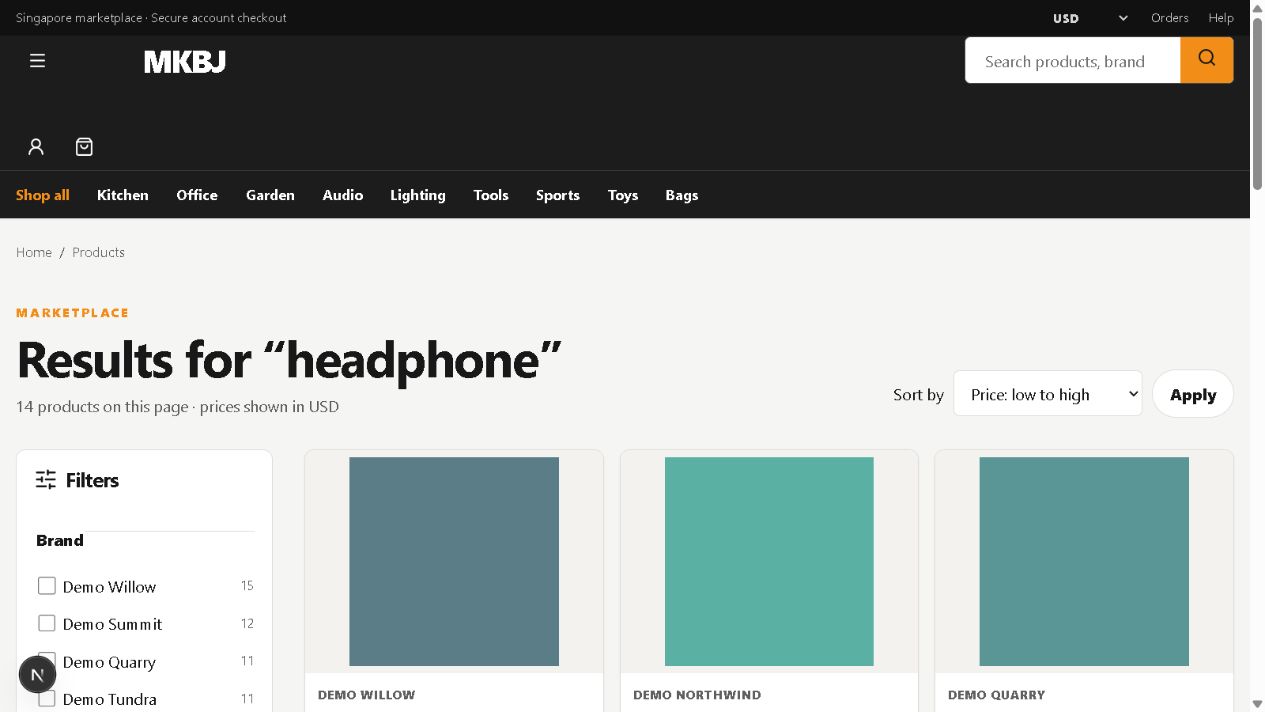 Singapore marketplace · Secure account checkout
USD
Orders
Help
MKBJ
Search products, brand
Shop all
Kitchen
Office
Garden
Audio
Lighting
Tools
Sports
Toys
Bags
Home / Products
MARKETPLACE
Results for “headphone”
14 products on this page · prices shown in USD
Sort by
Price: low to high
Apply
Filters
Brand
Demo Willow 15
Demo Summit 12
Demo Quarry 11
Demo Tundra 11
N
DEMO WILLOW
DEMO NORTHWIND
DEMO QUARRY